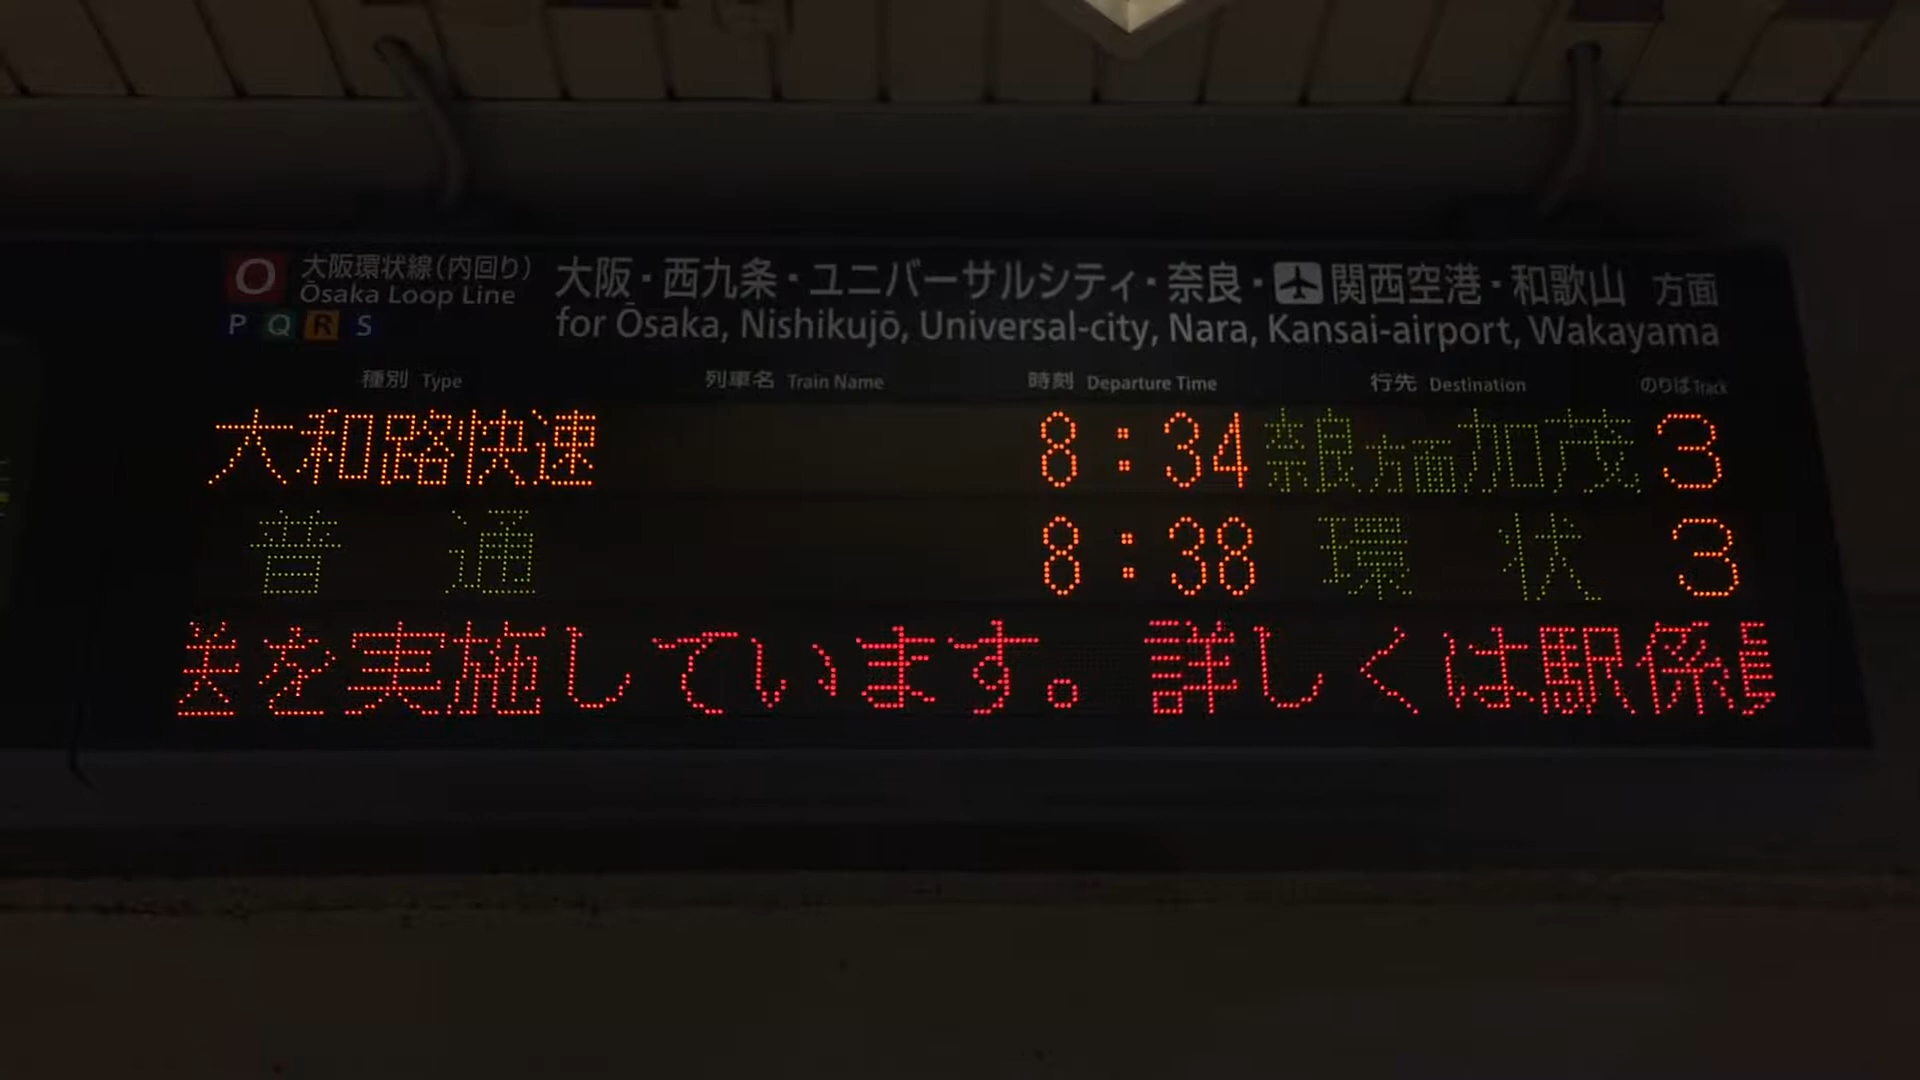 O 大阪環状線(内回り)
Ōsaka Loop Line
P Q R S
大阪・西九条・ユニバーサルシティ・奈良・関西空港・和歌山 方面
for Ōsaka, Nishikujō, Universal-city, Nara, Kansai-airport, Wakayama
種別 Type 列車名 Train Name 時刻 Departure Time 行先 Destination のりば Track
大和路快速 8:34 奈良方面加茂 3
普通 8:38 環状 3
を実施しています。詳しくは駅係